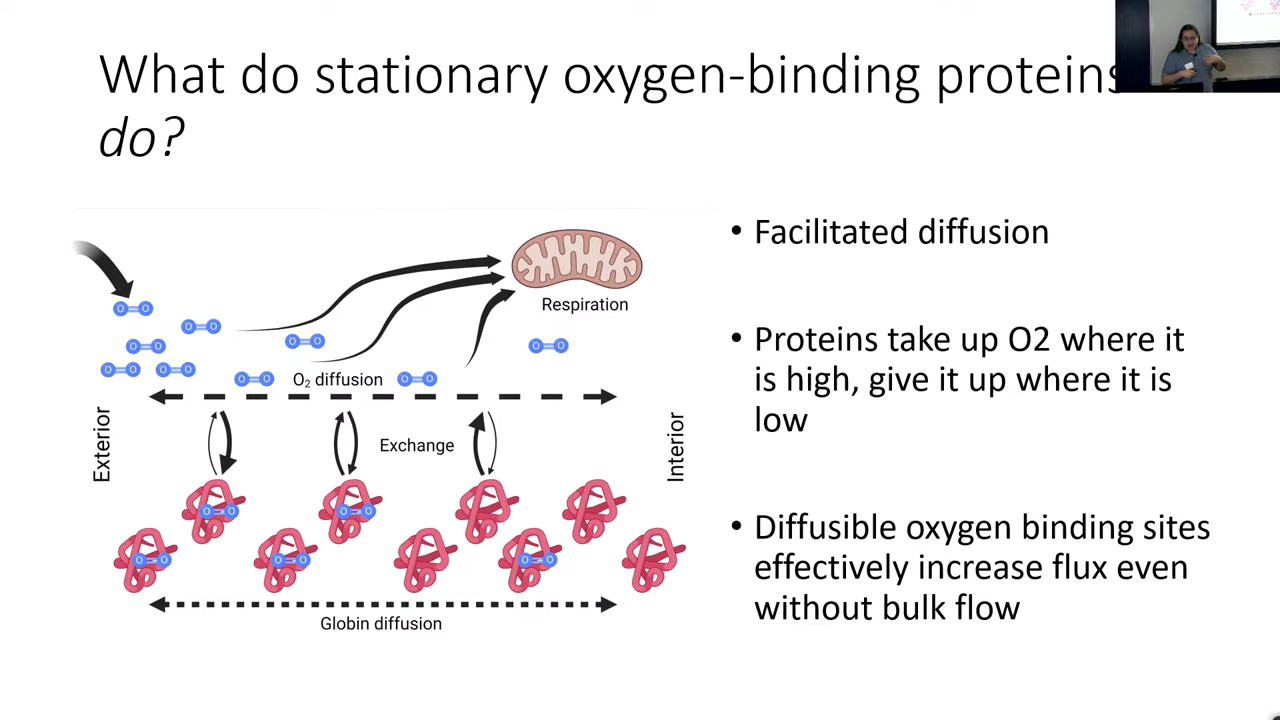 What do stationary oxygen-binding proteins
do?
• Facilitated diffusion
• Proteins take up O2 where it
is high, give it up where it is
low
• Diffusible oxygen binding sites
effectively increase flux even
without bulk flow
Respiration
O₂ diffusion
Exterior
Exchange
Interior
Globin diffusion
O=O
O=O
O=O
O=O
O=O
O=O
O=O
O=O
O=O
O=O
O=O
O=O
O=O
O=O